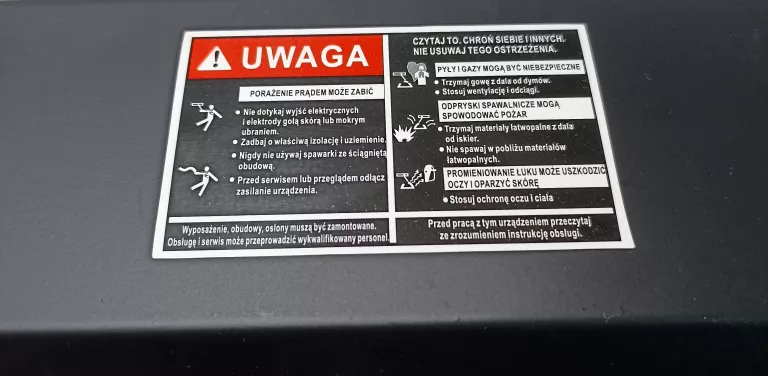 UWAGA
PORAŻENIE PRĄDEM MOŻE ZABIĆ
• Nie dotykaj wyjść elektrycznych
i elektrody gołą skórą lub mokrym
ubraniem.
• Zadbaj o właściwą izolację i uziemienie.
• Nigdy nie używaj spawarki ze ściągniętą
obudową.
• Przed serwisem lub przeglądem odłącz
zasilanie urządzenia.
Wyposażenie, obudowy, osłony muszą być zamontowane.
Obsługę i serwis może przeprowadzić wykwalifikowany personel.
CZYTAJ TO. CHROŃ SIEBIE I INNYCH.
NIE USUWAJ TEGO OSTRZEŻENIA.
PYŁY I GAZY MOGĄ BYĆ NIEBEZPIECZNE
• Trzymaj gowę z dala od dymów.
• Stosuj wentylację i odciągi.
ODPRYSKI SPAWALNICZE MOGĄ
SPOWODOWAĆ POŻAR
• Trzymaj materiały łatwopalne z dala
od iskier.
• Nie spawaj w pobliżu materiałów
łatwopalnych.
PROMIENIOWANIE ŁUKU MOŻE USZKODZIĆ
OCZY I OPARZYĆ SKÓRĘ
• Stosuj ochronę oczu i ciała
Przed pracą z tym urządzeniem przeczytaj
ze zrozumieniem instrukcję obsługi.